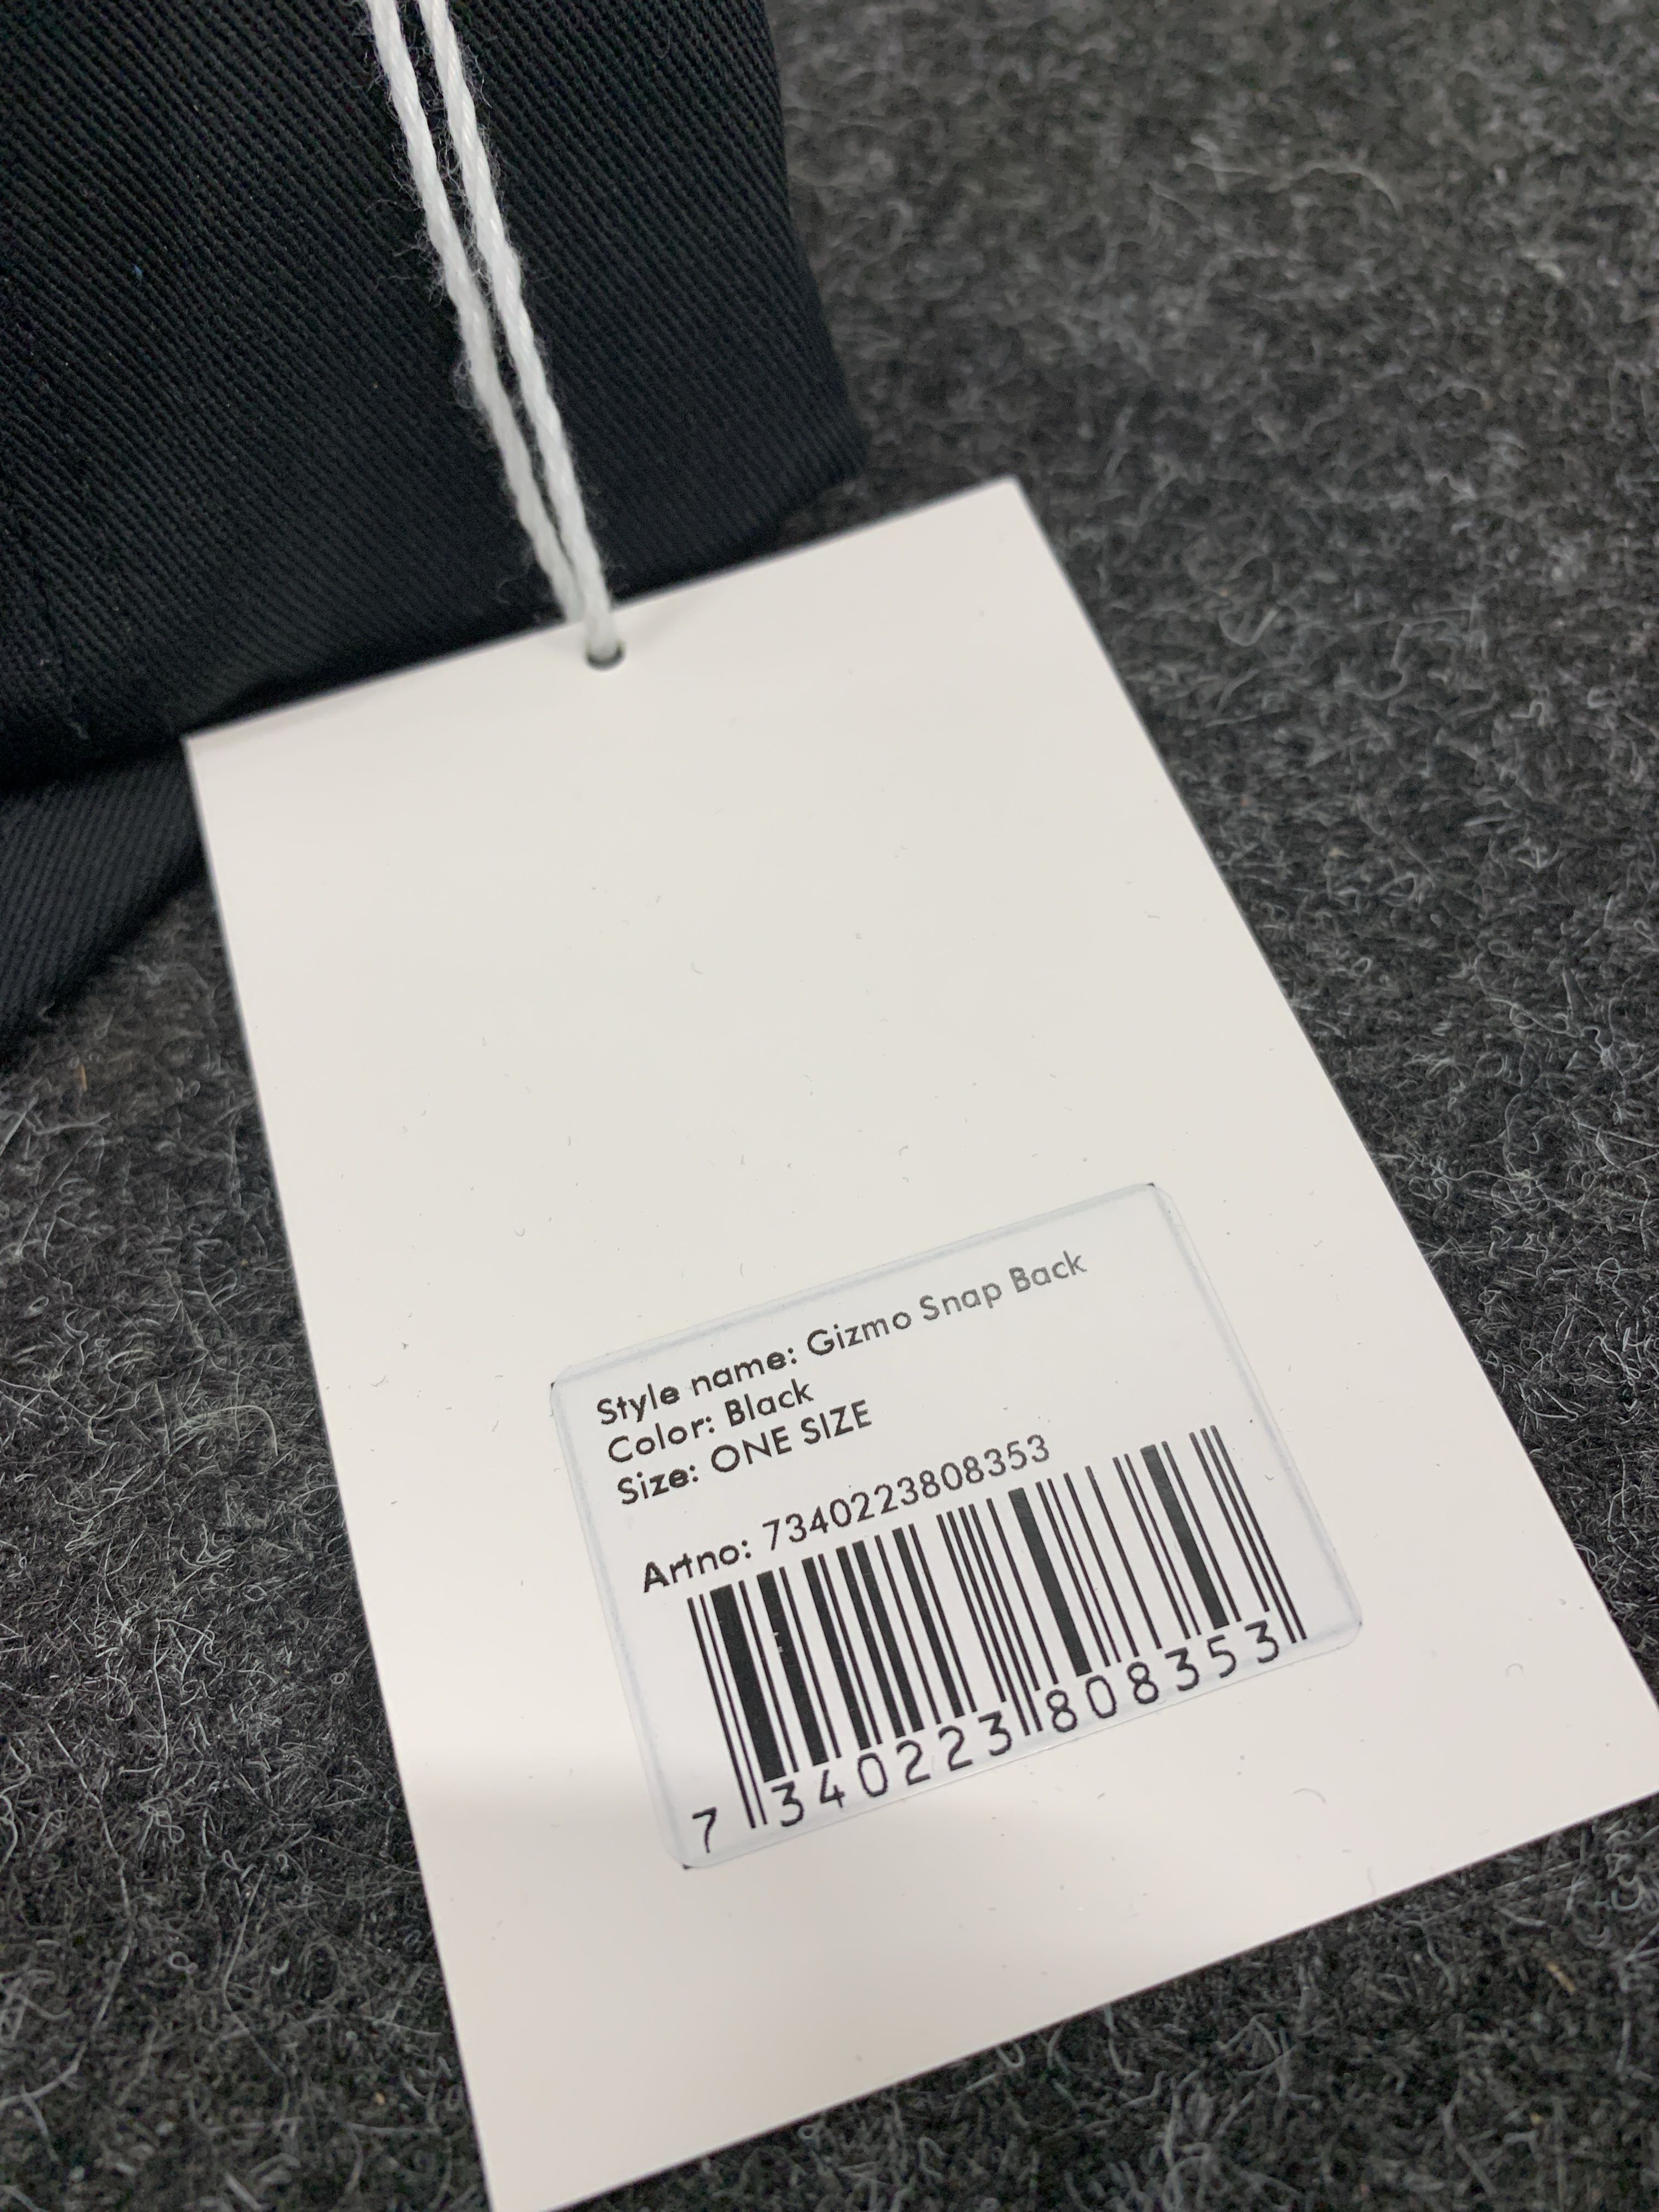 Style name: Gizmo Snap Back
Color: Black
Size: ONE SIZE
Artno: 7340223808353
7 340223 808353